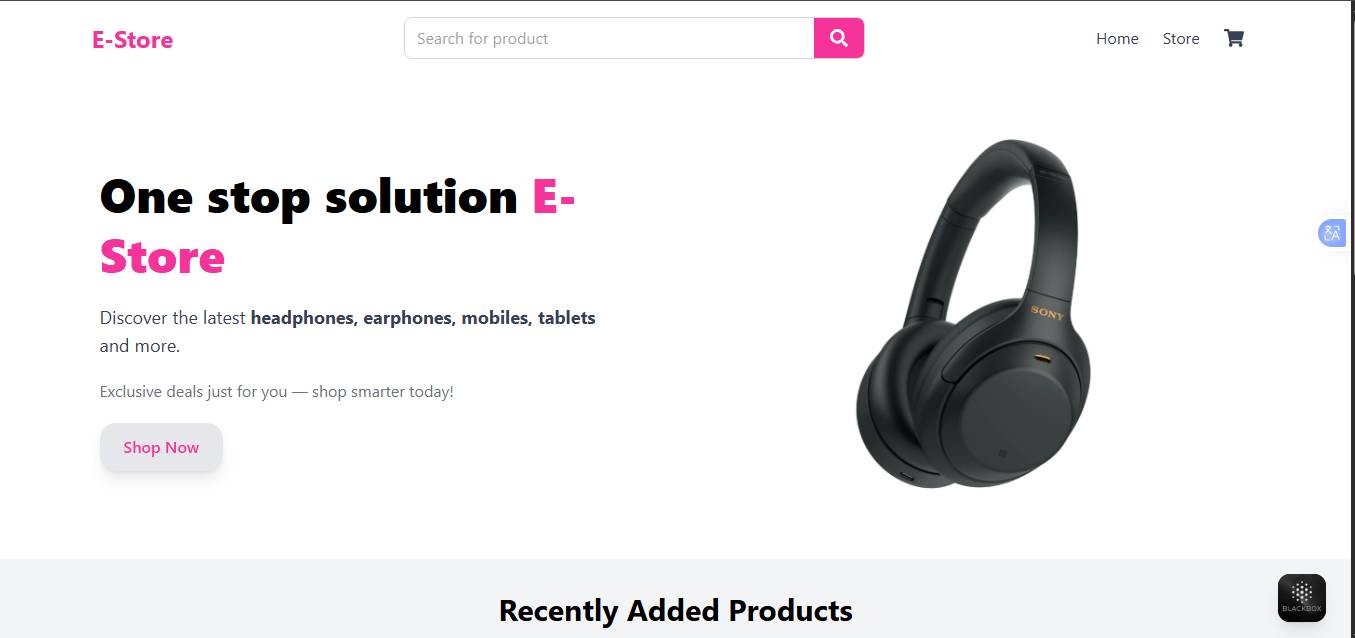 E-Store
Search for product
Home
Store
One stop solution E-
Store
Discover the latest headphones, earphones, mobiles, tablets
and more.
Exclusive deals just for you — shop smarter today!
Shop Now
SONY
Recently Added Products
BLACKBOX